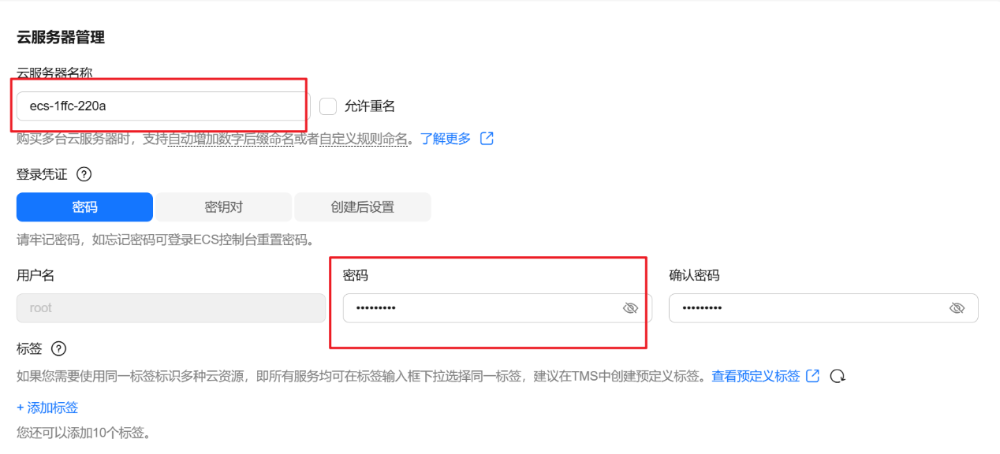 云服务器管理
云服务器名称
ecs-1ffc-220a
允许重名
购买多台云服务器时，支持自动增加数字后缀命名或者自定义规则命名。了解更多
登录凭证
密码 密钥对 创建后设置
请牢记密码，如忘记密码可登录ECS控制台重置密码。
用户名 密码 确认密码
root ••••••••• •••••••••
标签
如果您需要使用同一标签标识多种云资源，即所有服务均可在标签输入框下拉选择同一标签，建议在TMS中创建预定义标签。查看预定义标签
+ 添加标签
您还可以添加10个标签。